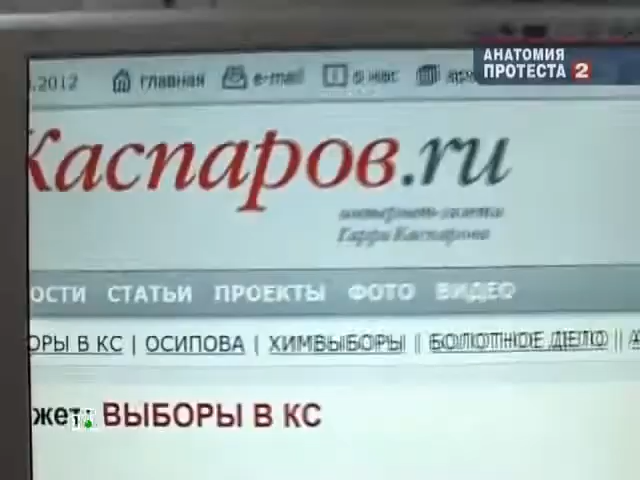 АНАТОМИЯ
ПРОТЕСТА 2
.2012 главная e-mail о нас
Каспаров.ru
интернет-газета
Гарри Каспарова
ОСТИ СТАТЬИ ПРОЕКТЫ ФОТО ВИДЕО
ОРЫ В КС | ОСИПОВА | ХИМВЫБОРЫ | БОЛОТНОЕ ДЕЛО |
жет: ВЫБОРЫ В КС